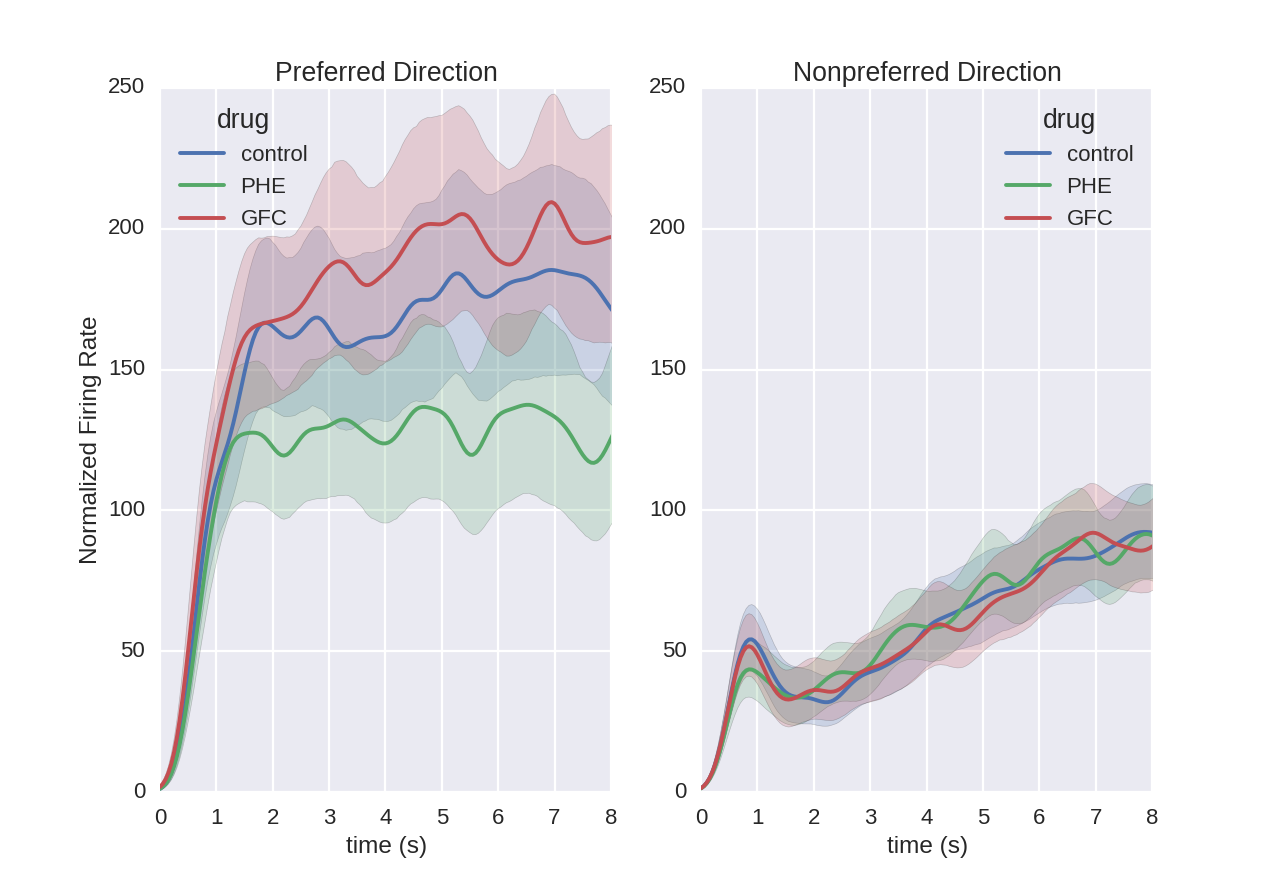 Preferred Direction
Nonpreferred Direction
Normalized Firing Rate
250
200
150
100
50
0
drug
control
PHE
GFC
0 1 2 3 4 5 6 7 8
time (s)
250
200
150
100
50
0
drug
control
PHE
GFC
0 1 2 3 4 5 6 7 8
time (s)